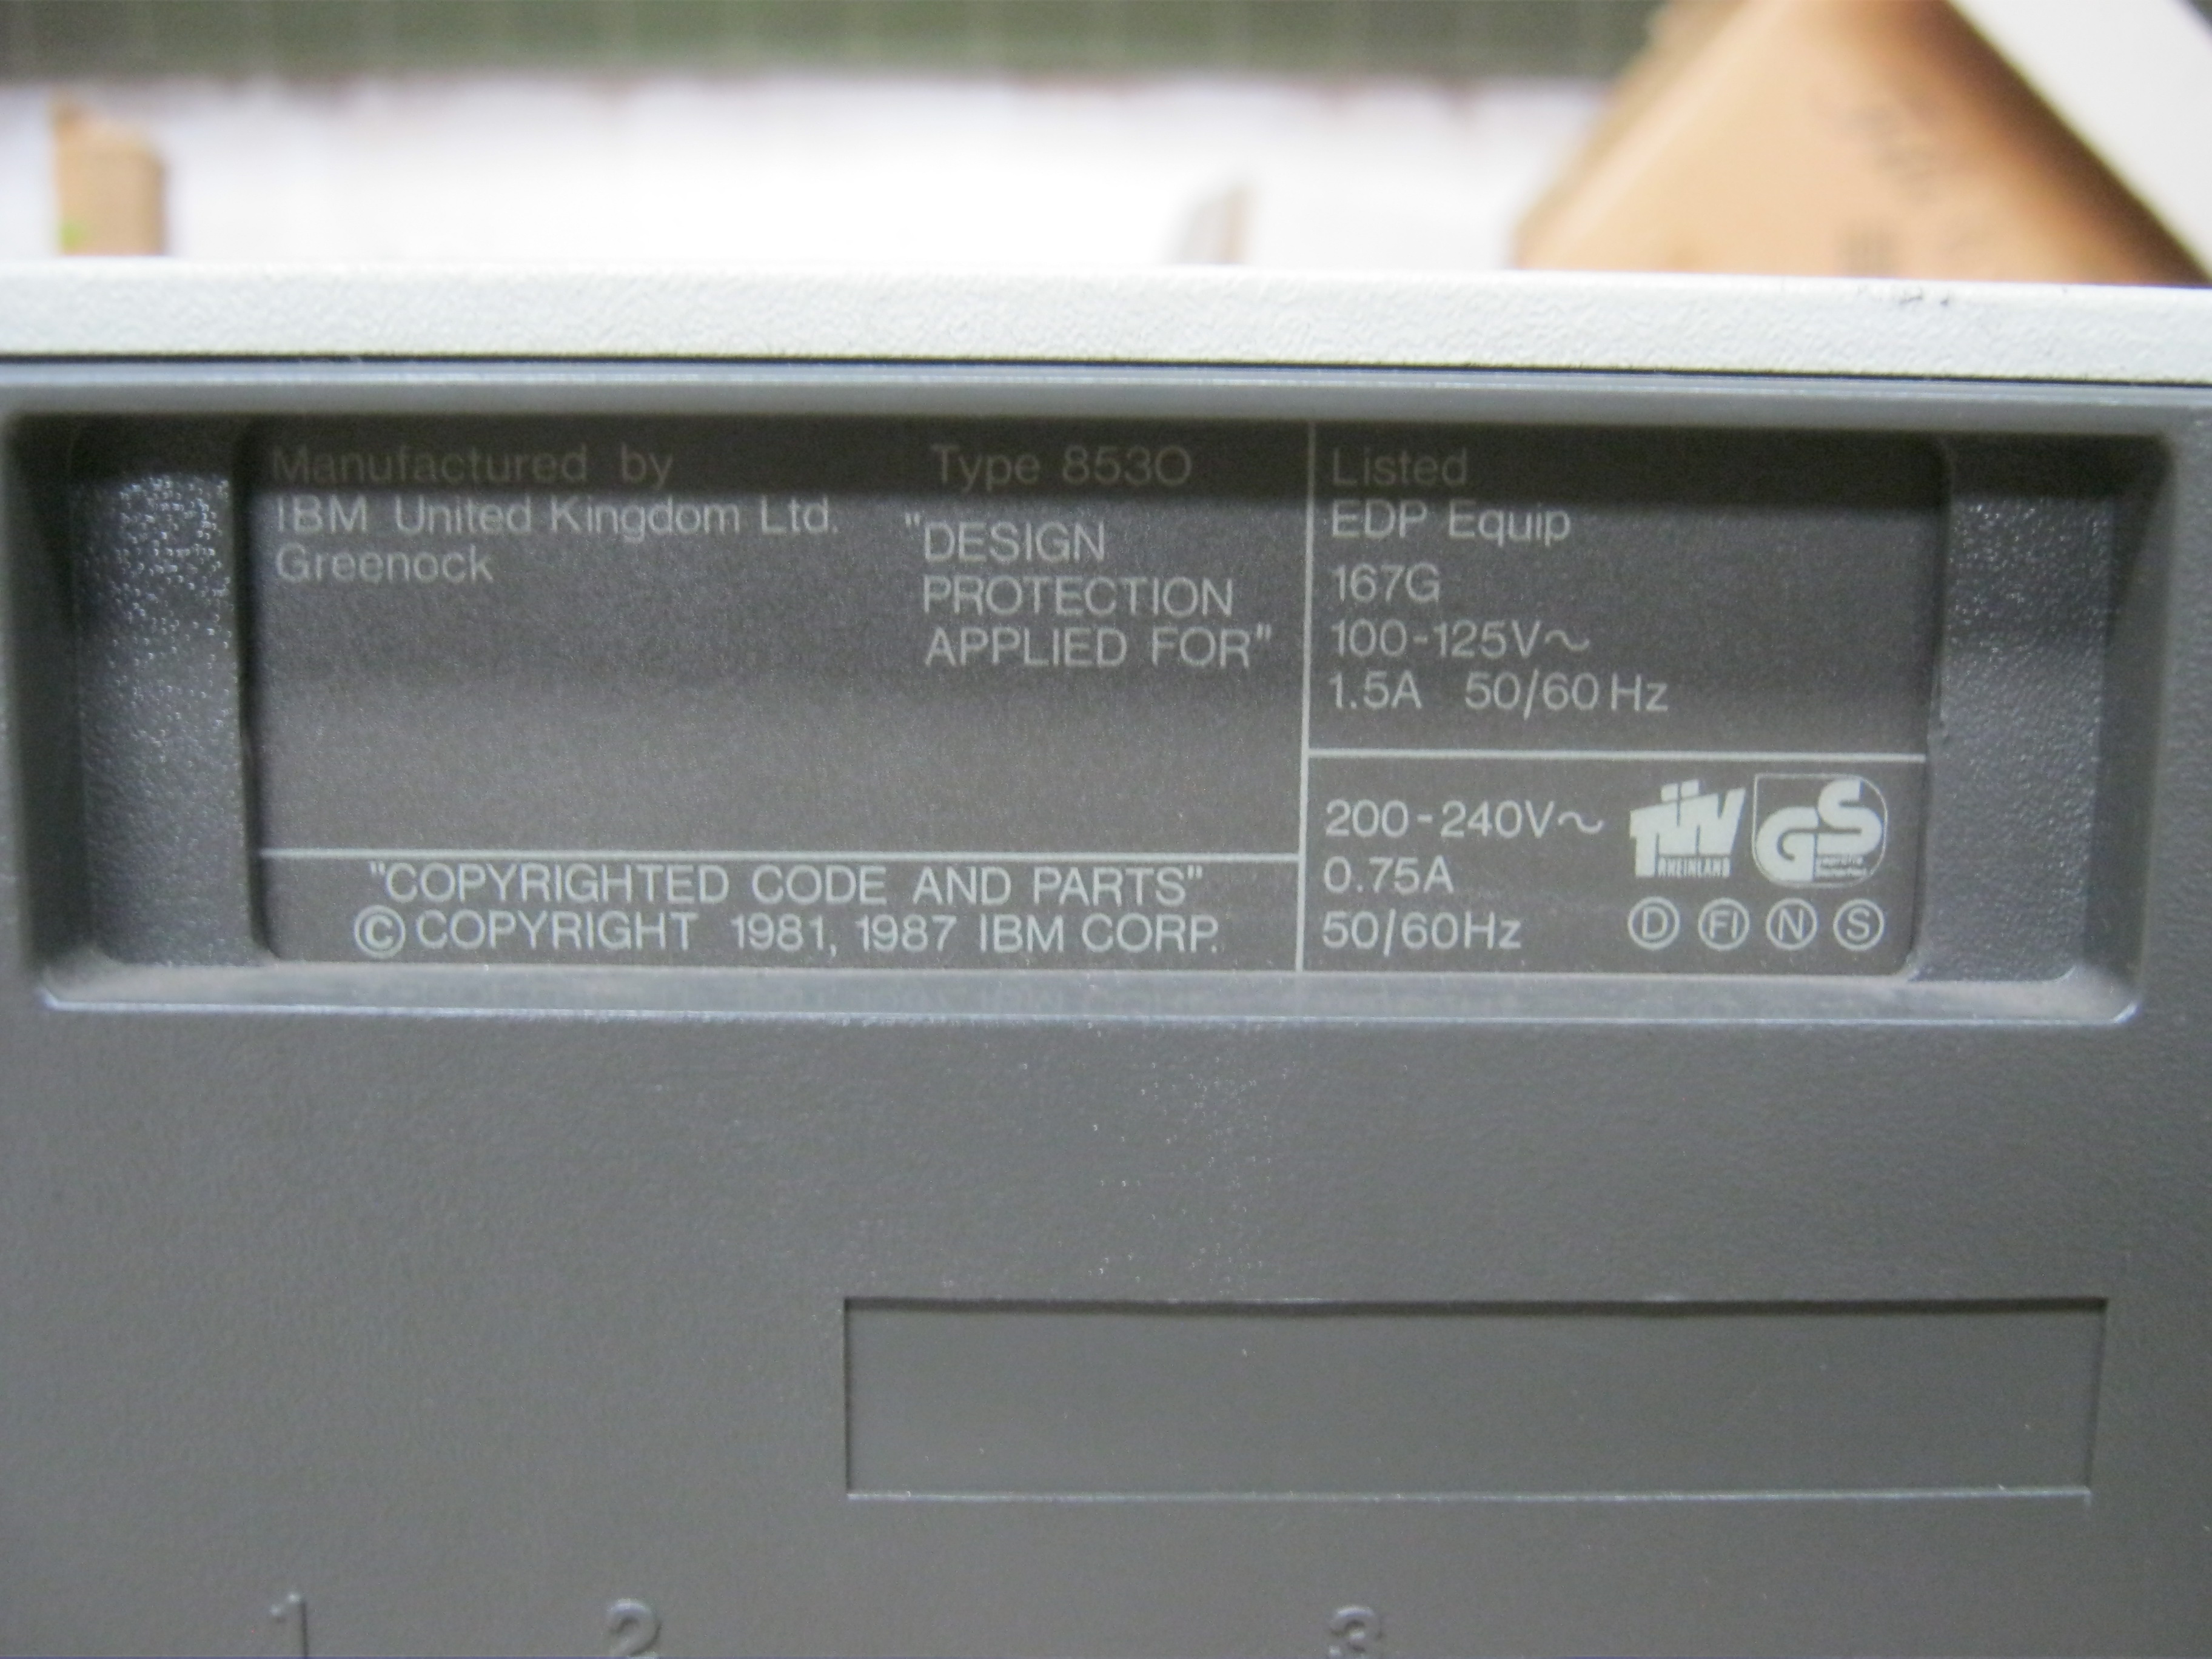 Manufactured by
IBM United Kingdom Ltd.
Greenock
Type 8530
"DESIGN
PROTECTION
APPLIED FOR"
"COPYRIGHTED CODE AND PARTS"
© COPYRIGHT 1981, 1987 IBM CORP.
Listed
EDP Equip
167G
100-125V~
1.5A 50/60Hz
200-240V~
0.75A
50/60Hz
TÜV
RHEINLAND
GS
D FI N S
1 2 3